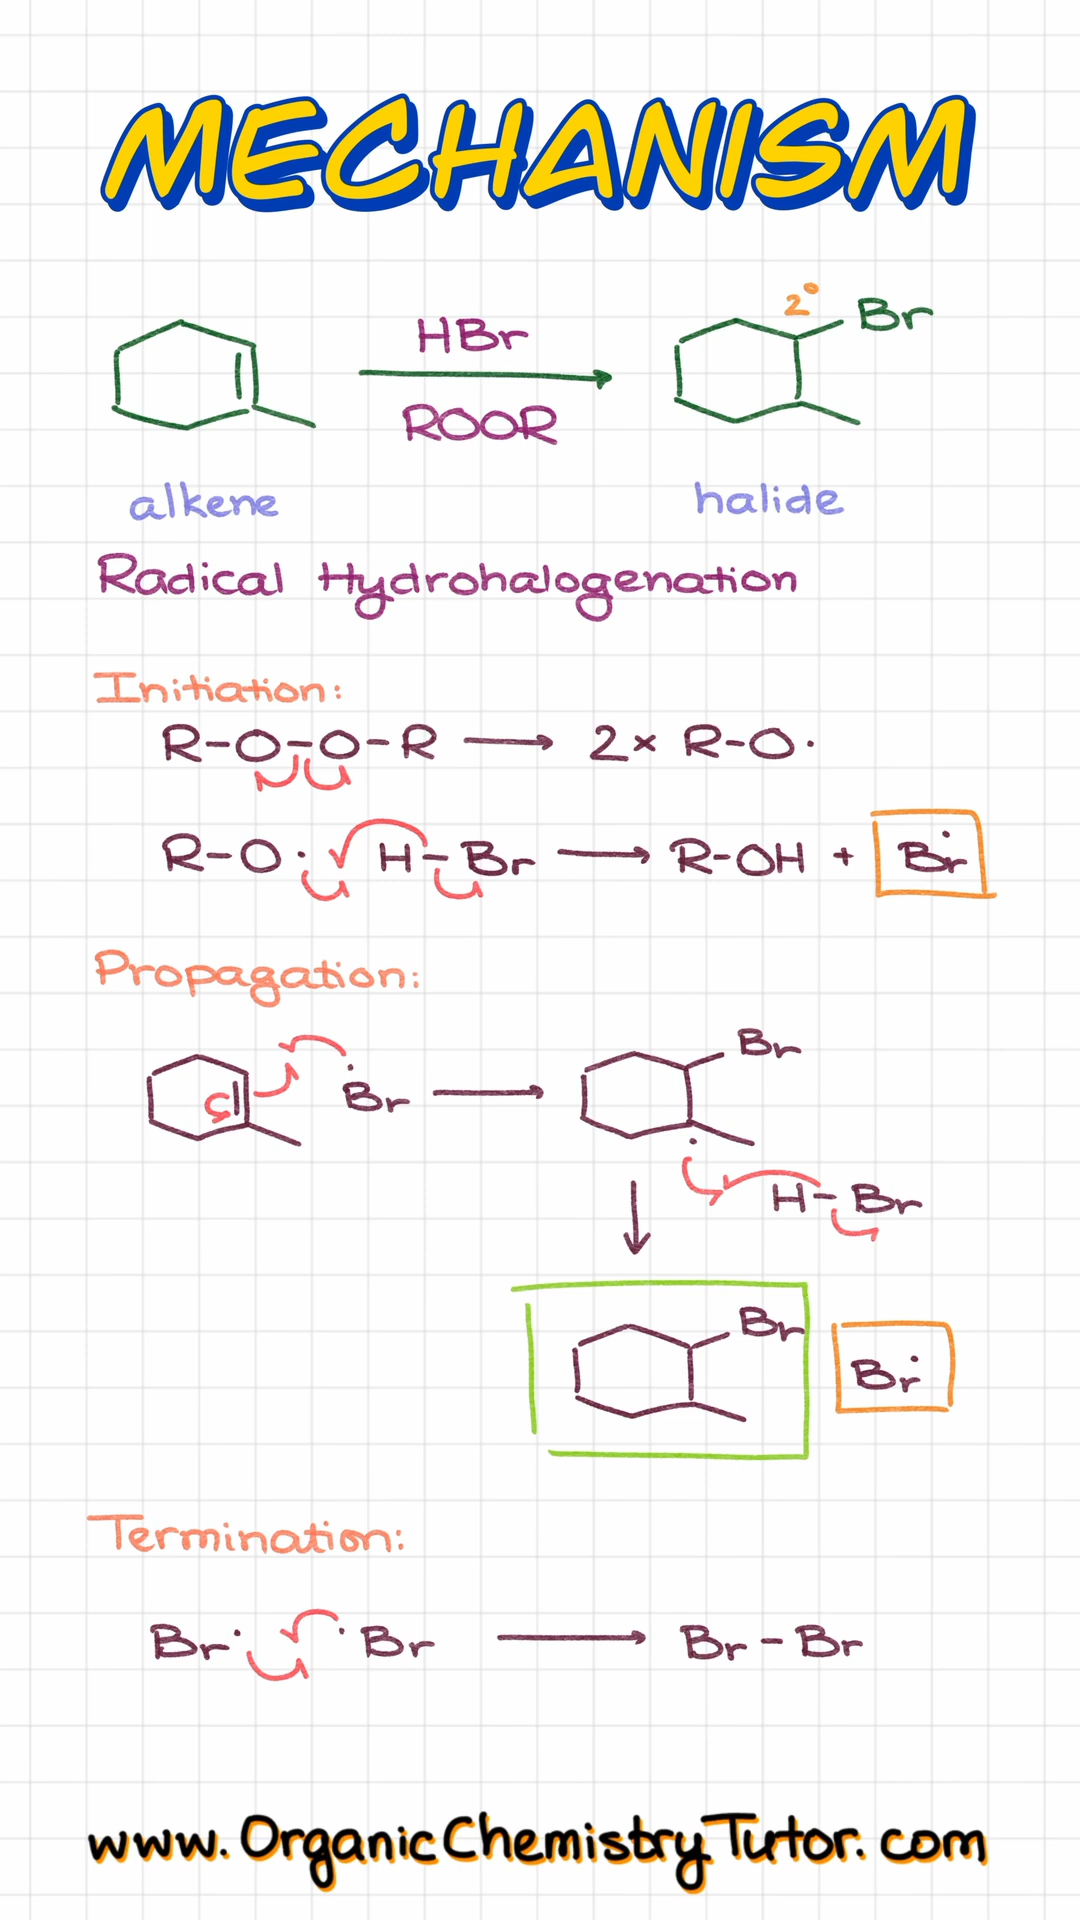 MECHANISM
2° Br
HBr
ROOR
alkene halide
Radical Hydrohalogenation
Initiation:
R-O-O-R → 2× R-O·
R-O· H-Br → R-OH + Br·
Propagation:
·Br → Br
·
H-Br
Br
Br·
Termination:
Br· ·Br → Br-Br
www.OrganicChemistryTutor.com